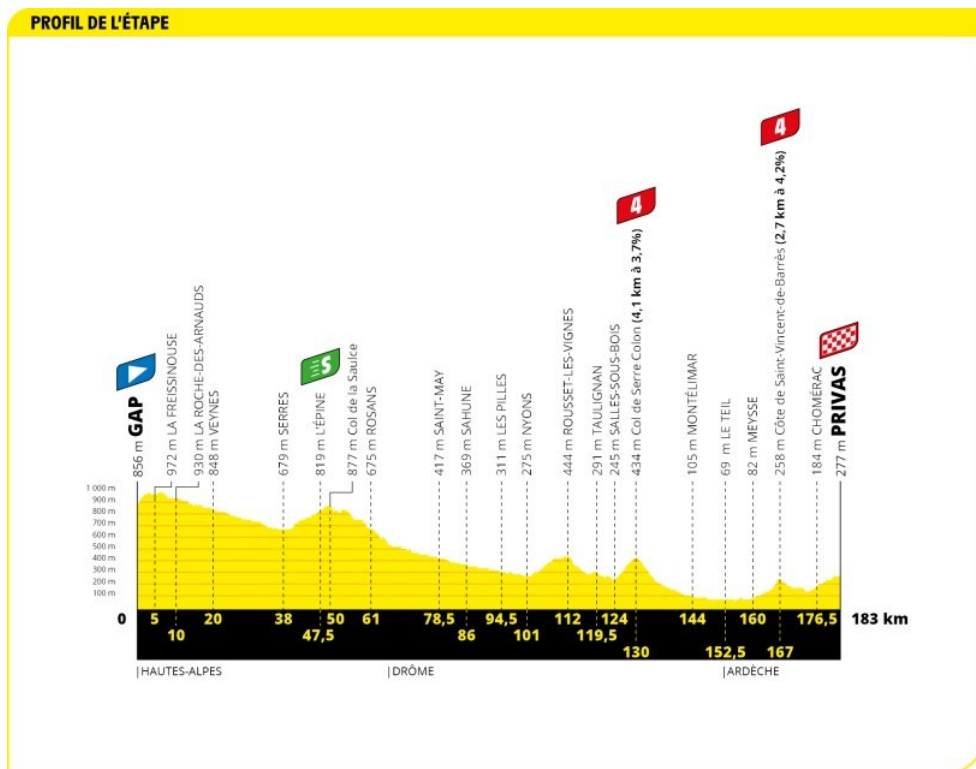 PROFIL DE L'ÉTAPE
856 m GAP
972 m LA FREISSINOUSE
930 m LA ROCHE-DES-ARNAUDS
848 m VEYNES
679 m SERRES
S
819 m L'ÉPINE
877 m Col de la Saulce
675 m ROSANS
417 m SAINT-MAY
369 m SAHUNE
311 m LES PILLES
275 m NYONS
444 m ROUSSET-LES-VIGNES
291 m TAULIGNAN
245 m SALLES-SOUS-BOIS
4
434 m Col de Serre Colon (4,1 km à 3,7%)
105 m MONTÉLIMAR
69 m LE TEIL
82 m MEYSSE
4
258 m Côte de Saint-Vincent-de-Barrès (2,7 km à 4,2%)
184 m CHOMÉRAC
277 m PRIVAS
1 000 m
900 m
800 m
700 m
600 m
500 m
400 m
300 m
200 m
100 m
0 5 20 38 50 61 78,5 94,5 112 124 144 160 176,5 183 km
10 47,5 86 101 119,5
130 152,5 167
|HAUTES-ALPES |DRÔME |ARDÈCHE